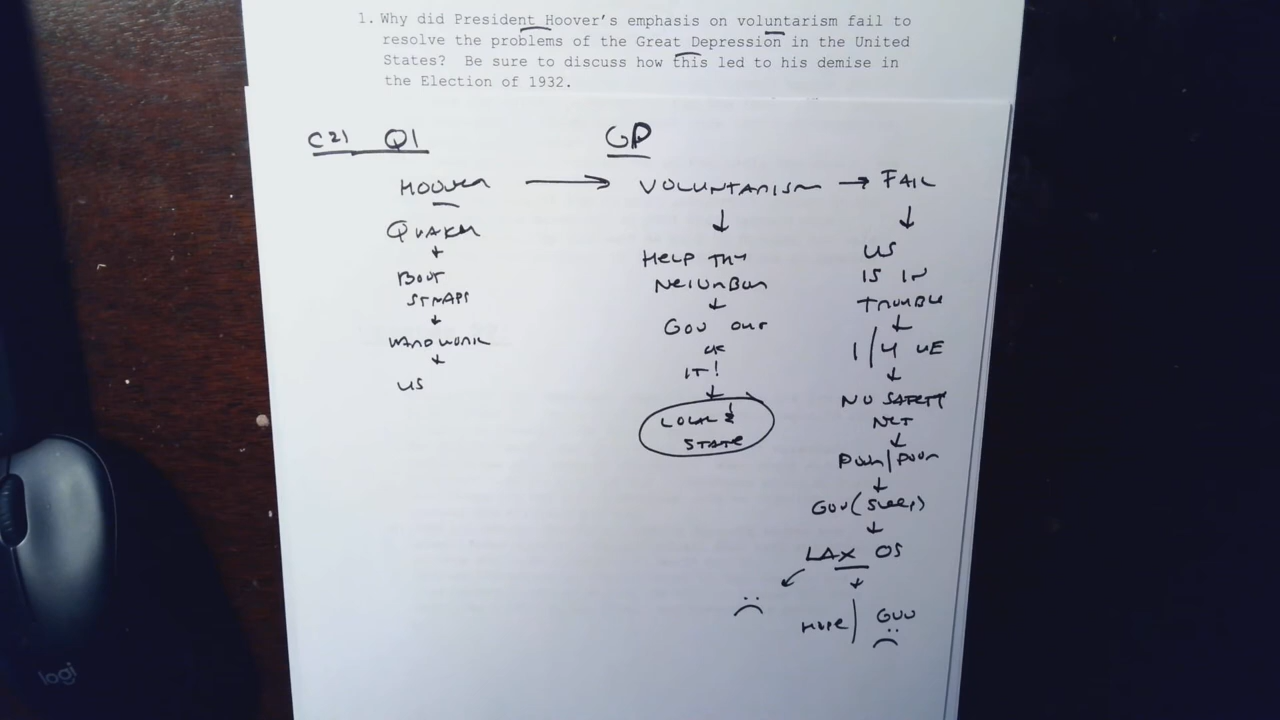 1. Why did President Hoover's emphasis on voluntarism fail to
resolve the problems of the Great Depression in the United
States? Be sure to discuss how this led to his demise in
the Election of 1932.
C21 Q1
GD
HOOVER → VOLUNTARISM → FAIL
QUAKER
BOOT
STRAPS
HARDWORK
US
HELP THY
NEIGHBOR
GOV OUT
OF
IT!
LOCAL &
STATE
US
IS IN
TROUBLE
1/4 UE
NO SAFETY
NET
POOR/POOR
GOV (SLEEP)
LAX OS
HOPE | GOV
logi